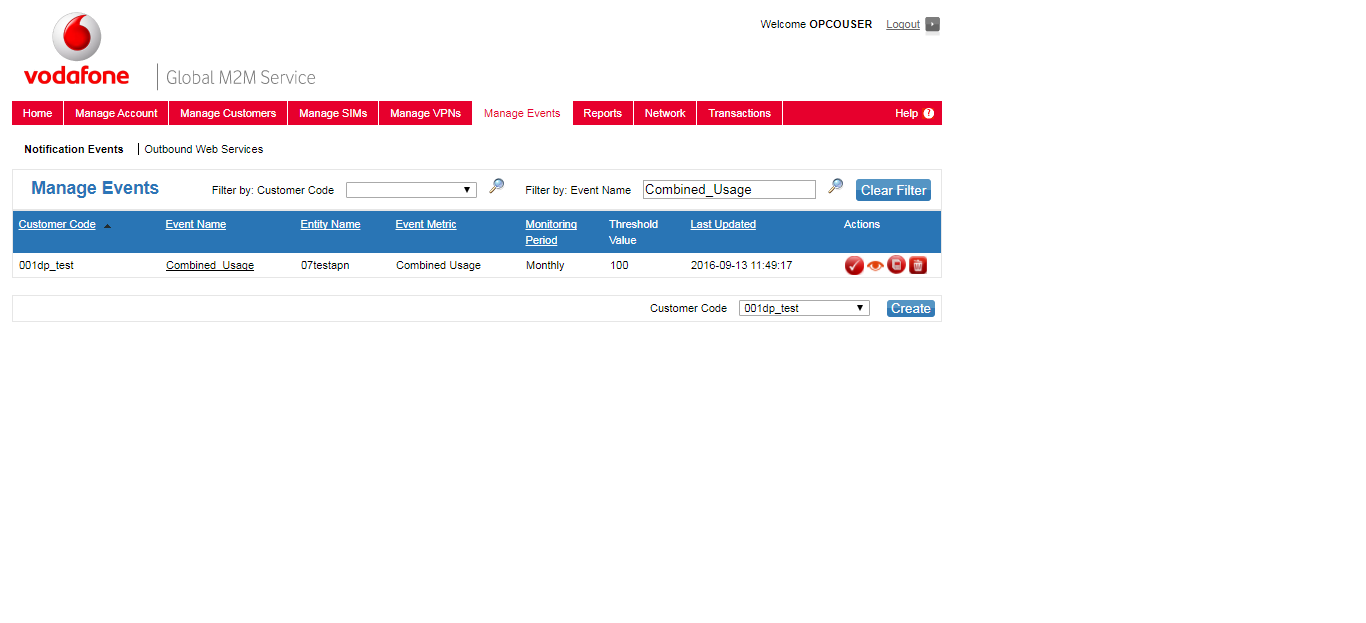 Welcome OPCOUSER Logout
vodafone
Global M2M Service
Home Manage Account Manage Customers Manage SIMs Manage VPNs Manage Events Reports Network Transactions Help ?
Notification Events Outbound Web Services
Manage Events Filter by: Customer Code Filter by: Event Name Combined_Usage Clear Filter
Customer Code Event Name Entity Name Event Metric Monitoring Period Threshold Value Last Updated Actions
001dp_test Combined_Usage 07testapn Combined Usage Monthly 100 2016-09-13 11:49:17
Customer Code 001dp_test Create